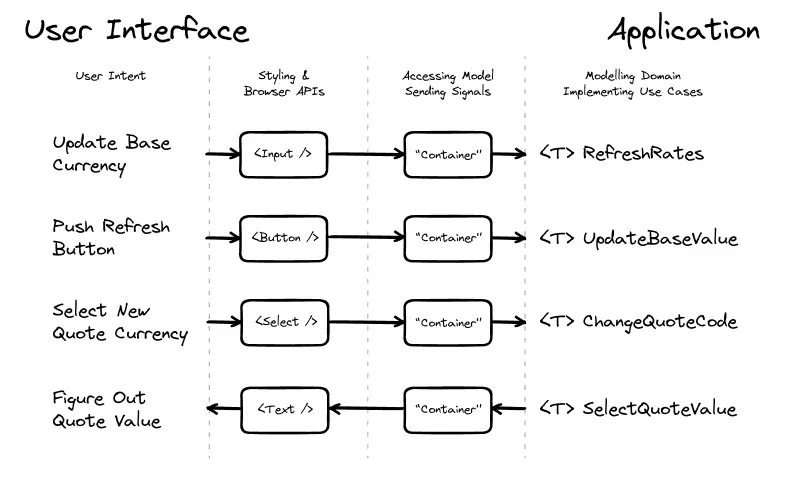 User Interface
Application
User Intent
Styling &
Browser APIs
Accessing Model
Sending Signals
Modelling Domain
Implementing Use Cases
Update Base
Currency
<Input />
"Container"
<T> RefreshRates
Push Refresh
Button
<Button />
"Container"
<T> UpdateBaseValue
Select New
Quote Currency
<Select />
"Container"
<T> ChangeQuoteCode
Figure Out
Quote Value
<Text />
"Container"
<T> SelectQuoteValue